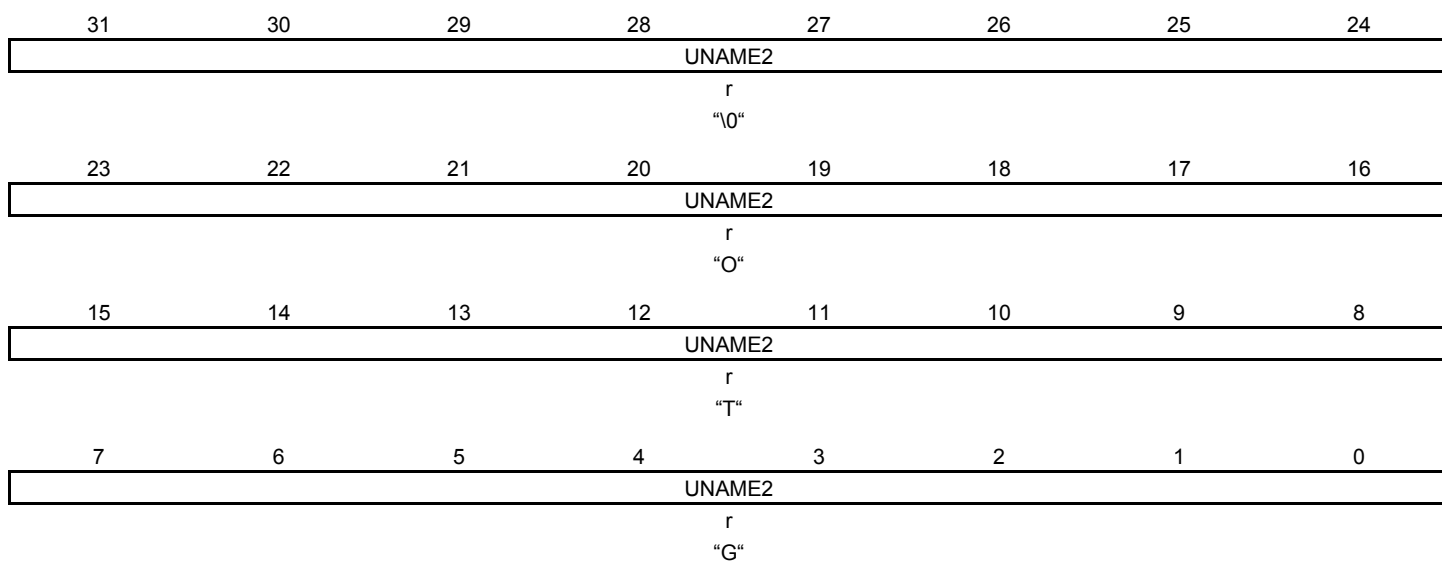 31 30 29 28 27 26 25 24
UNAME2
r
“\0“
23 22 21 20 19 18 17 16
UNAME2
r
“O“
15 14 13 12 11 10 9 8
UNAME2
r
“T“
7 6 5 4 3 2 1 0
UNAME2
r
“G“